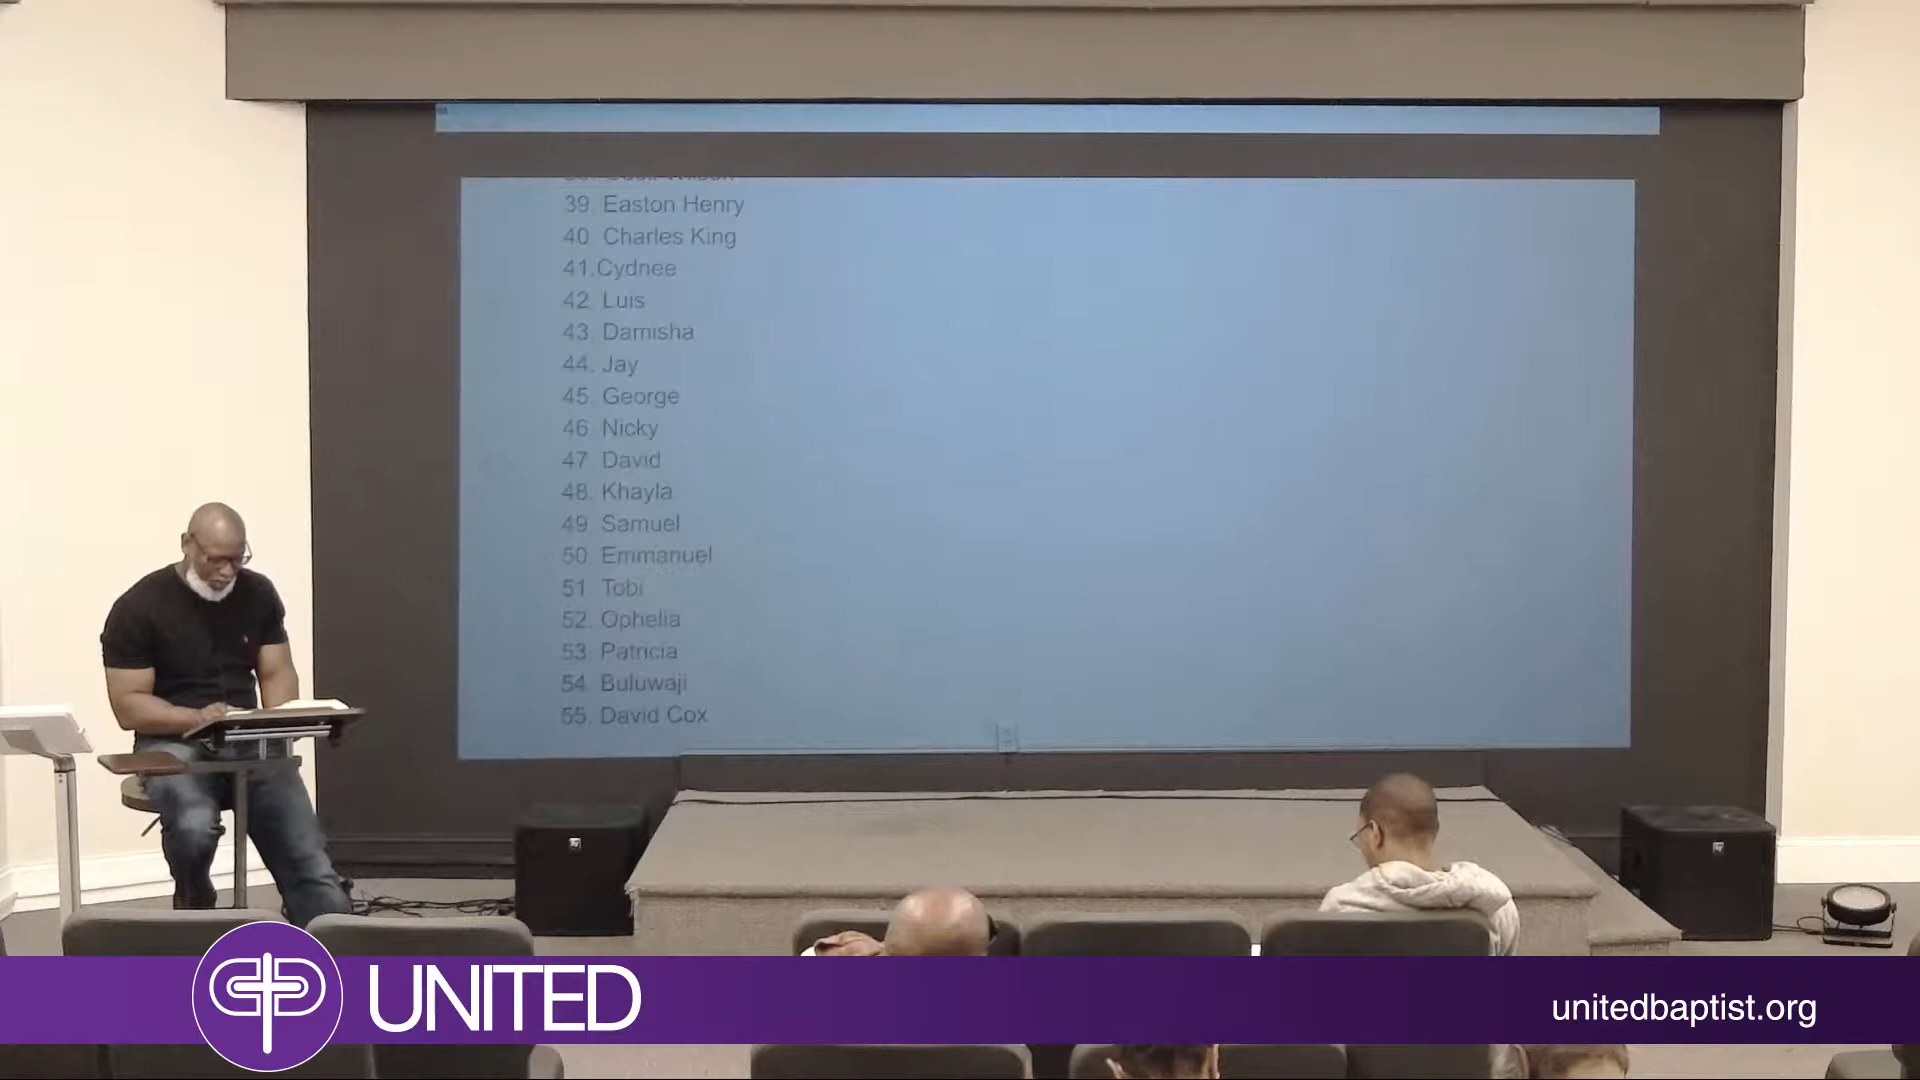 39. Easton Henry
40. Charles King
41.Cydnee
42. Luis
43. Damisha
44. Jay
45. George
46. Nicky
47. David
48. Khayla
49. Samuel
50. Emmanuel
51. Tobi
52. Ophelia
53. Patricia
54. Buluwaji
55. David Cox
UNITED
unitedbaptist.org